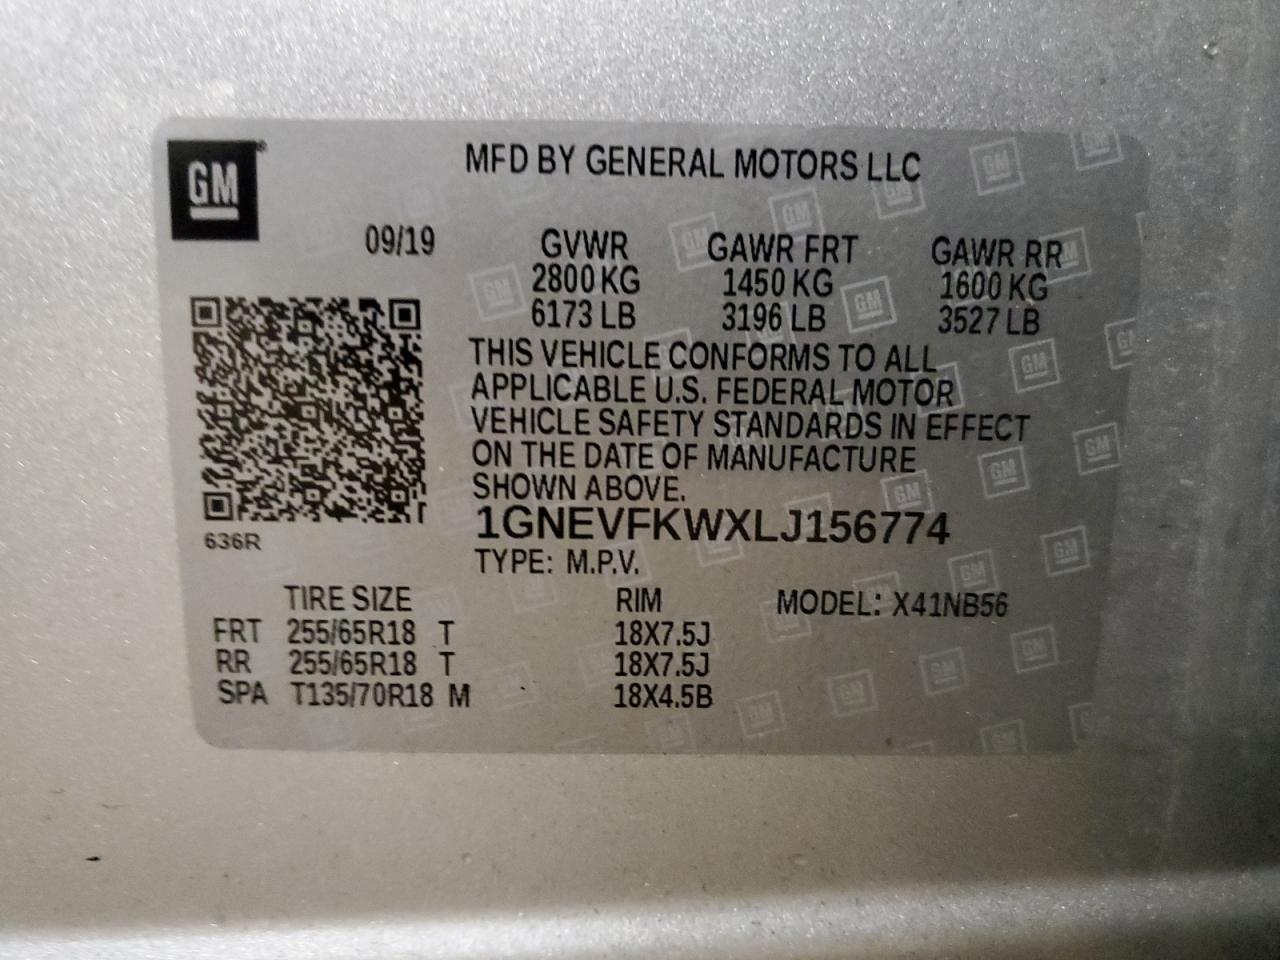 GM
MFD BY GENERAL MOTORS LLC
09/19
GVWR GAWR FRT GAWR RR
2800 KG 1450 KG 1600 KG
6173 LB 3196 LB 3527 LB
THIS VEHICLE CONFORMS TO ALL
APPLICABLE U.S. FEDERAL MOTOR
VEHICLE SAFETY STANDARDS IN EFFECT
ON THE DATE OF MANUFACTURE
SHOWN ABOVE.
1GNEVFKWXLJ156774
636R
TYPE: M.P.V.
TIRE SIZE RIM MODEL: X41NB56
FRT 255/65R18 T 18X7.5J
RR 255/65R18 T 18X7.5J
SPA T135/70R18 M 18X4.5B